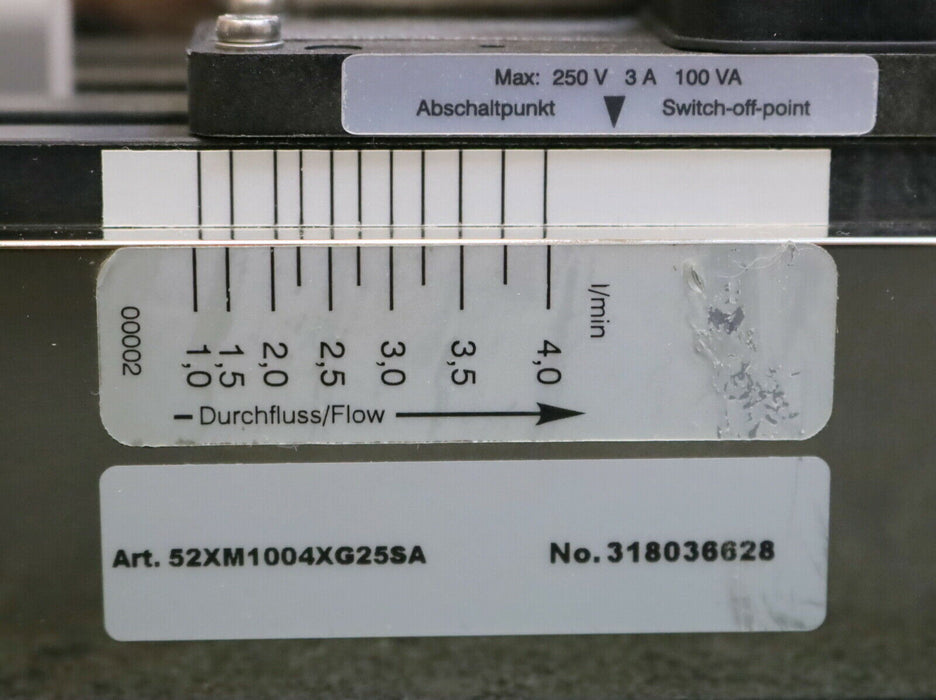 Max: 250 V 3 A 100 VA
Abschaltpunkt ▼ Switch-off-point
l/min
00002
1,0 1,5 2,0 2,5 3,0 3,5 4,0
Durchfluss/Flow
Art. 52XM1004XG25SA No. 318036628